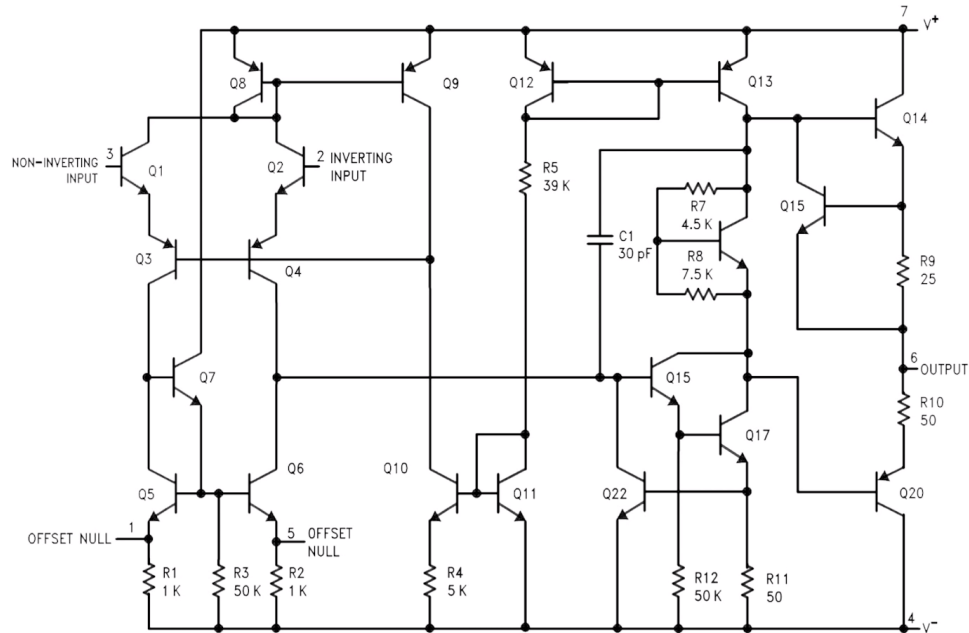 7
V+
Q8
Q9
Q12
Q13
Q14
3
NON-INVERTING
INPUT
Q1
Q2
2 INVERTING
INPUT
R5
39 K
R7
4.5 K
Q15
C1
30 pF
R8
7.5 K
R9
25
Q3
Q4
Q7
Q15
6
OUTPUT
R10
50
Q17
Q5
Q6
Q10
Q11
Q22
Q20
1
OFFSET NULL
5 OFFSET
NULL
R1
1 K
R3
50 K
R2
1 K
R4
5 K
R12
50 K
R11
50
4
V-